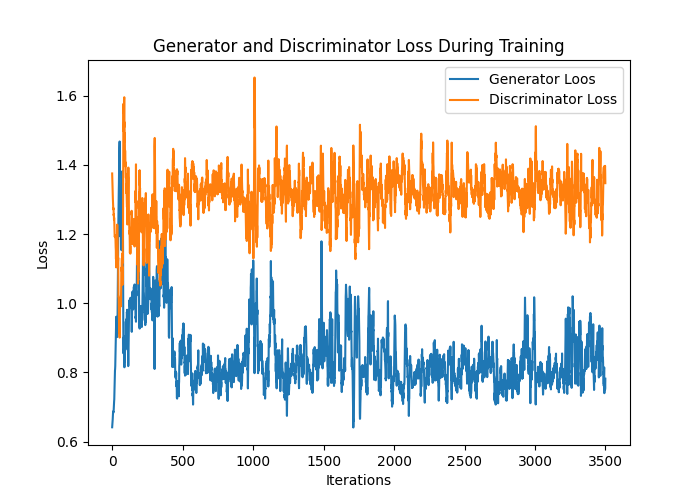 Generator and Discriminator Loss During Training
Generator Loos
Discriminator Loss
Loss
1.6
1.4
1.2
1.0
0.8
0.6
0 500 1000 1500 2000 2500 3000 3500
Iterations